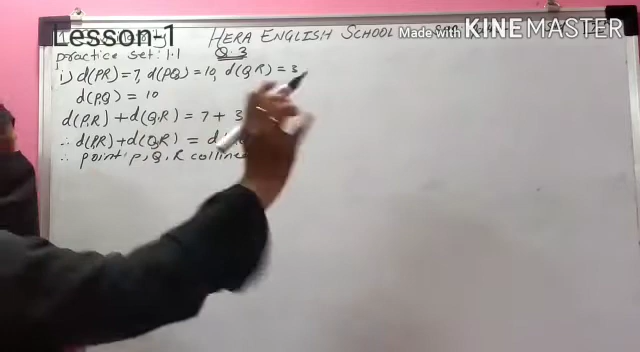 Lesson-1
HERA ENGLISH SCHOOL
Made with KINEMASTER
practice set: 1.1
Q.3
i) d(PR) = 7, d(PQ) = 10, d(QR) = 3
d(P,Q) = 10
d(P,R) + d(Q,R) = 7 + 3
∴ d(P,R) + d(Q,R) =
∴ point P, Q, R